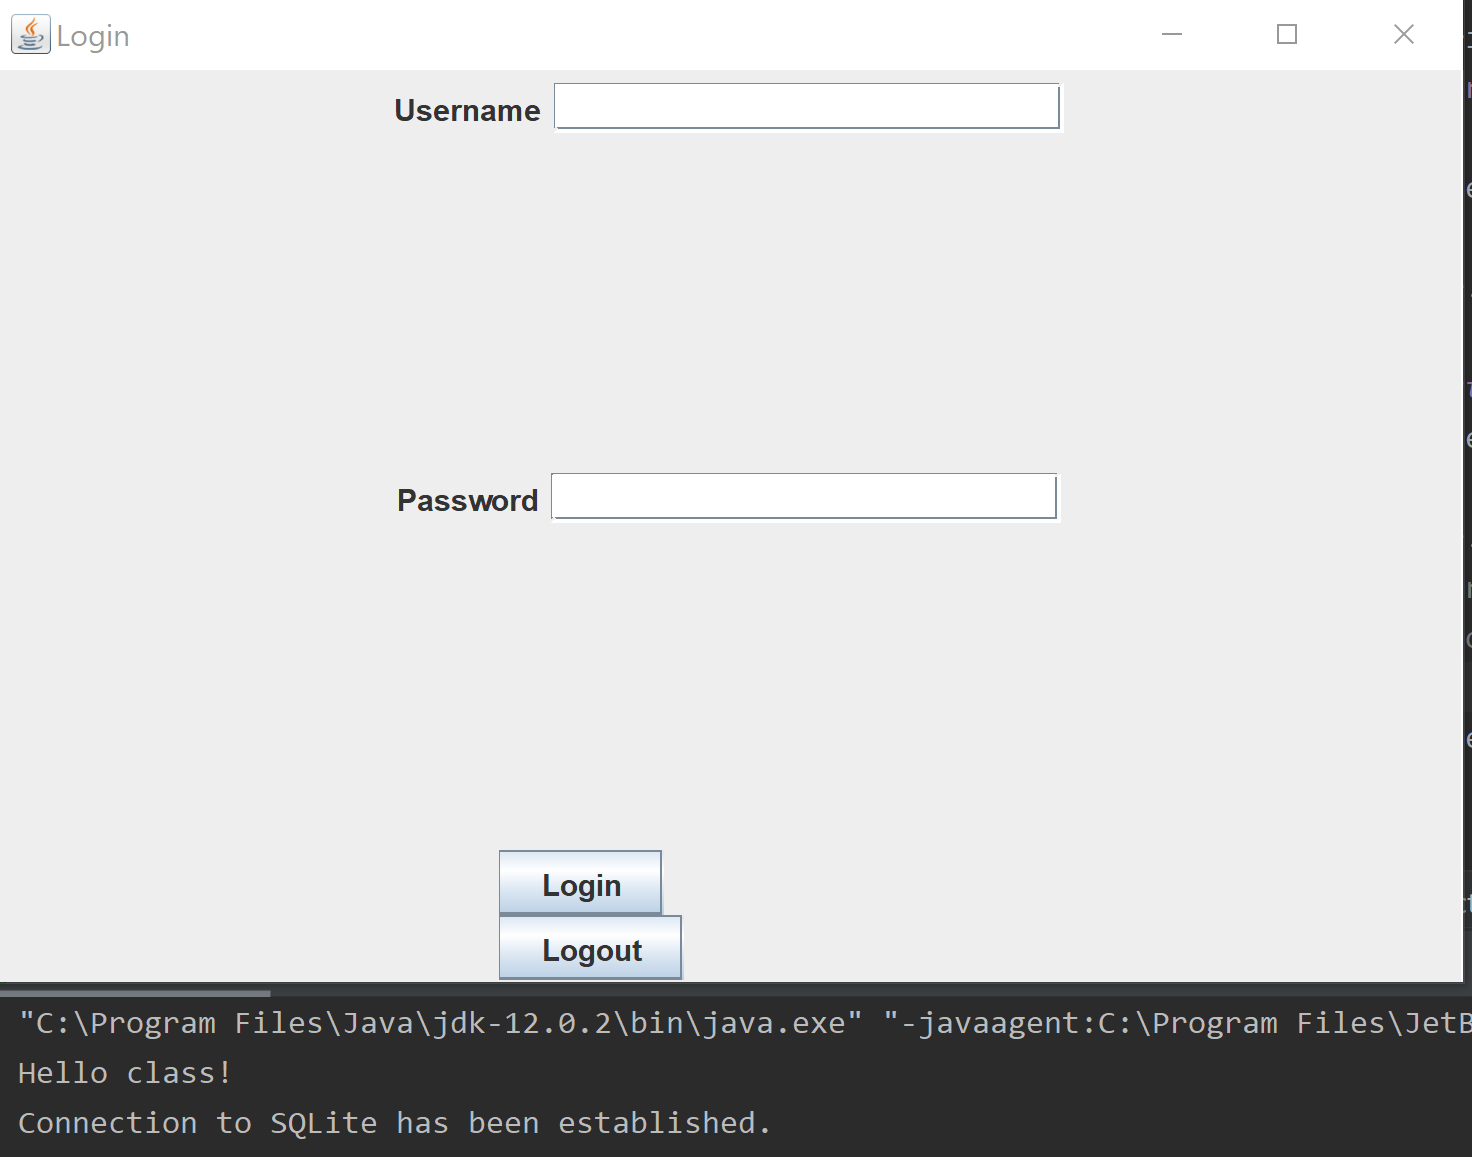 Login
Username
Password
Login
Logout
"C:\Program Files\Java\jdk-12.0.2\bin\java.exe" "-javaagent:C:\Program Files\JetB
Hello class!
Connection to SQLite has been established.